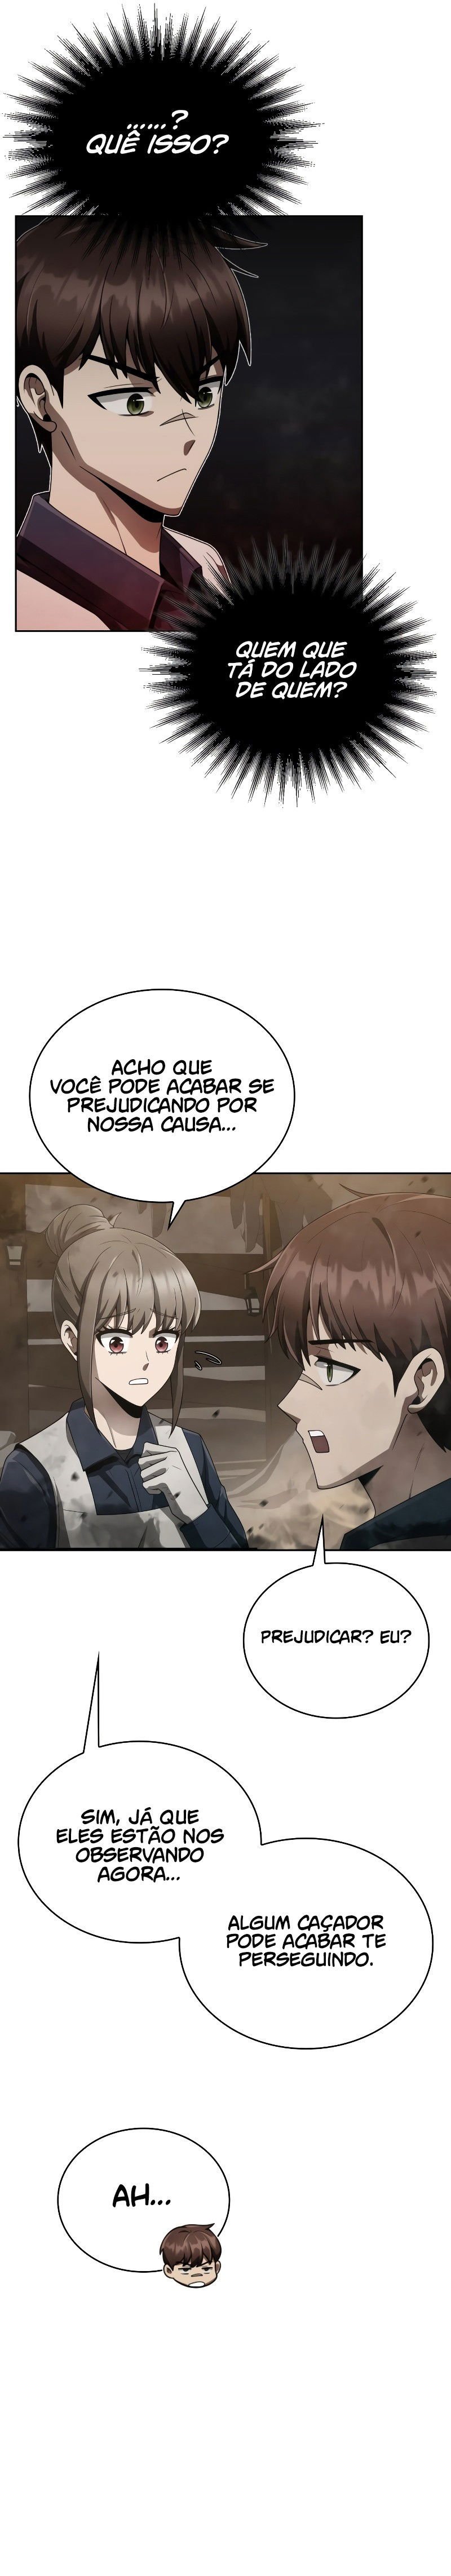 ......?
QUÊ ISSO?
QUEM QUE
TÁ DO LADO
DE QUEM?
ACHO QUE
VOCÊ PODE ACABAR SE
PREJUDICANDO POR
NOSSA CAUSA...
PREJUDICAR? EU?
SIM, JÁ QUE
ELES ESTÃO NOS
OBSERVANDO
AGORA...
ALGUM CAÇADOR
PODE ACABAR TE
PERSEGUINDO.
AH...